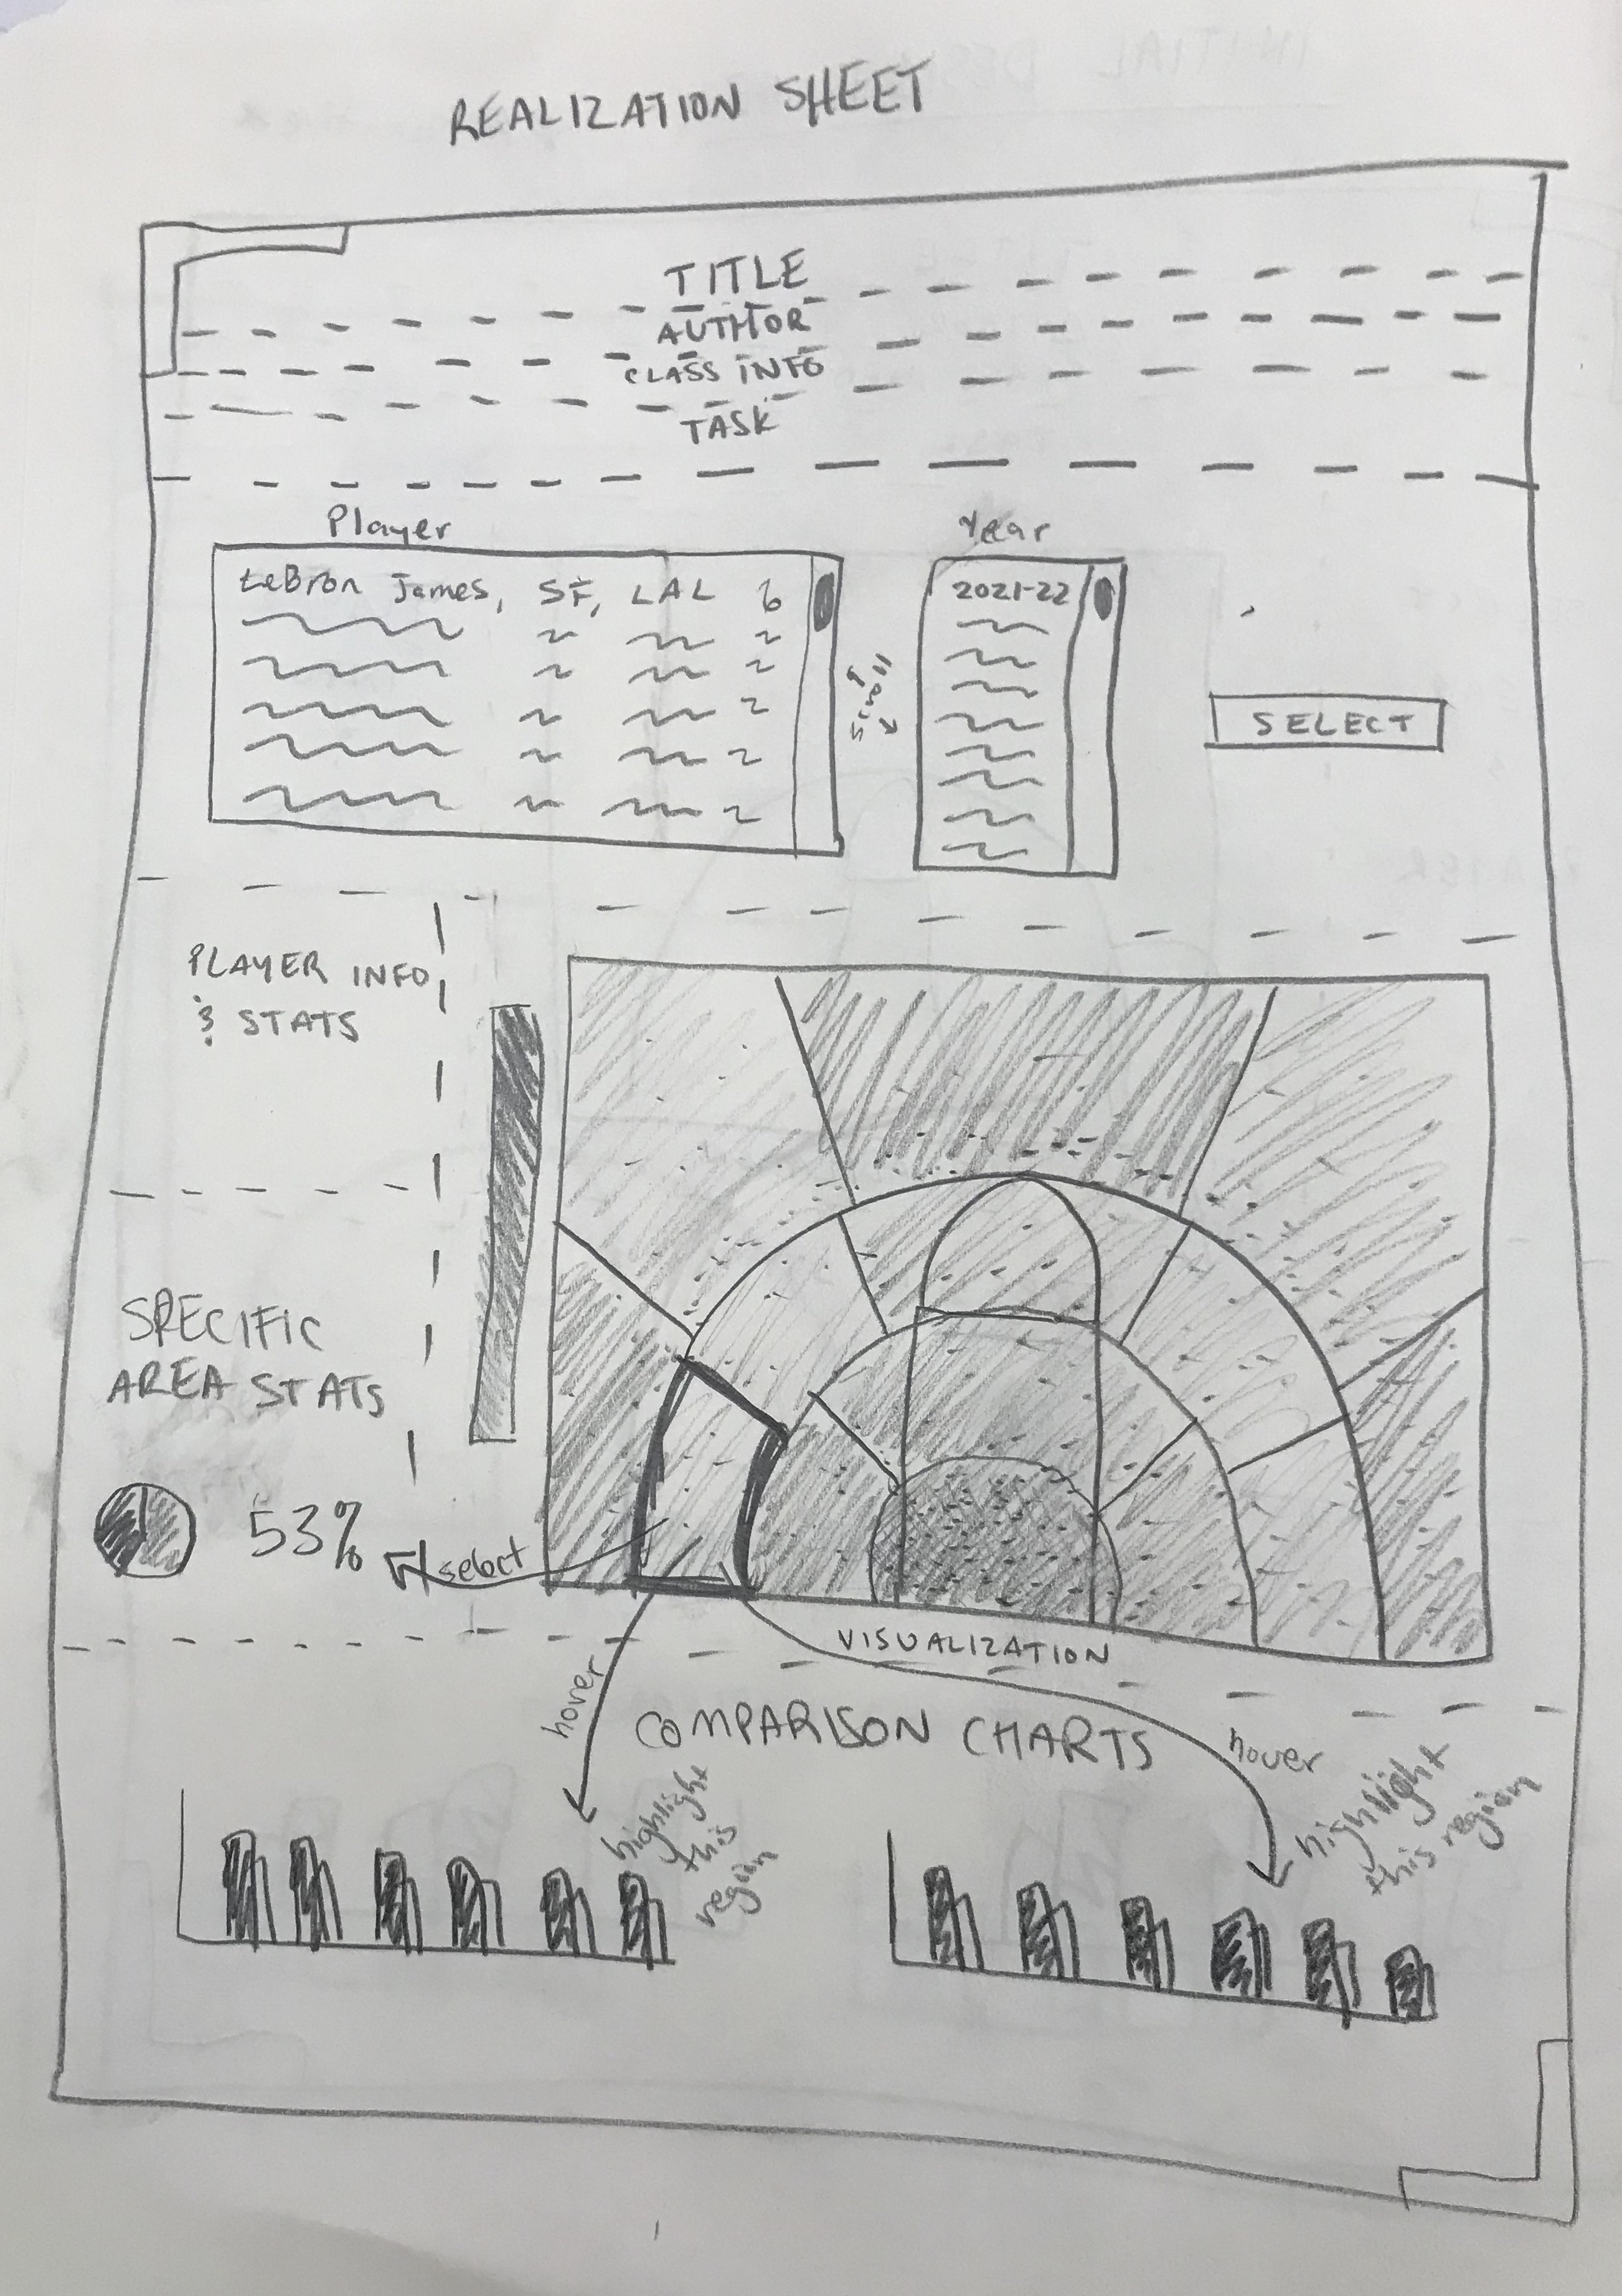 REALIZATION SHEET
TITLE
AUTHOR
CLASS INFO
TASK
Player
Year
LeBron James, SF, LAL 6
2021-22
scroll
SELECT
PLAYER INFO
& STATS
SPECIFIC
AREA STATS
53%
select
VISUALIZATION
hover
COMPARISON CHARTS
hover
highlight
this
region
highlight
this region